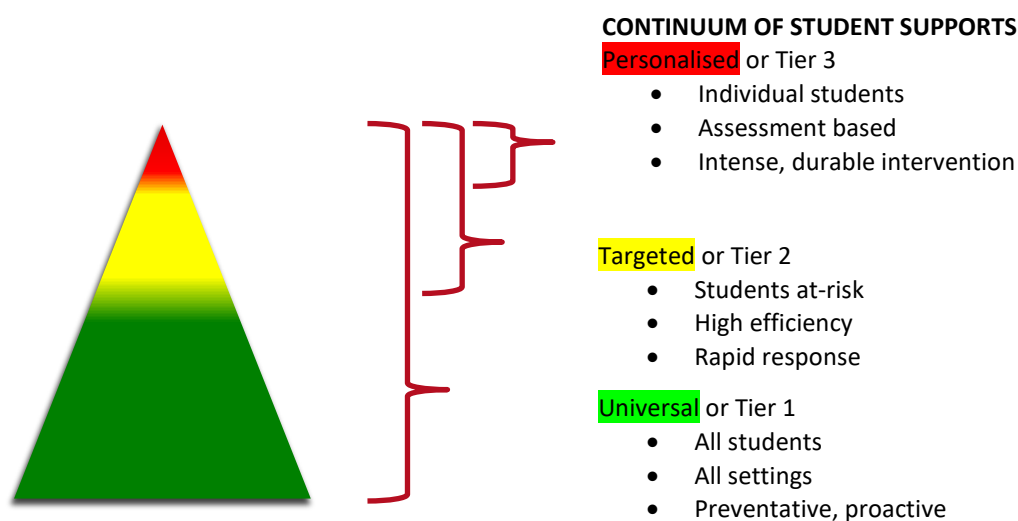 CONTINUUM OF STUDENT SUPPORTS
Personalised or Tier 3
• Individual students
• Assessment based
• Intense, durable intervention
Targeted or Tier 2
• Students at-risk
• High efficiency
• Rapid response
Universal or Tier 1
• All students
• All settings
• Preventative, proactive